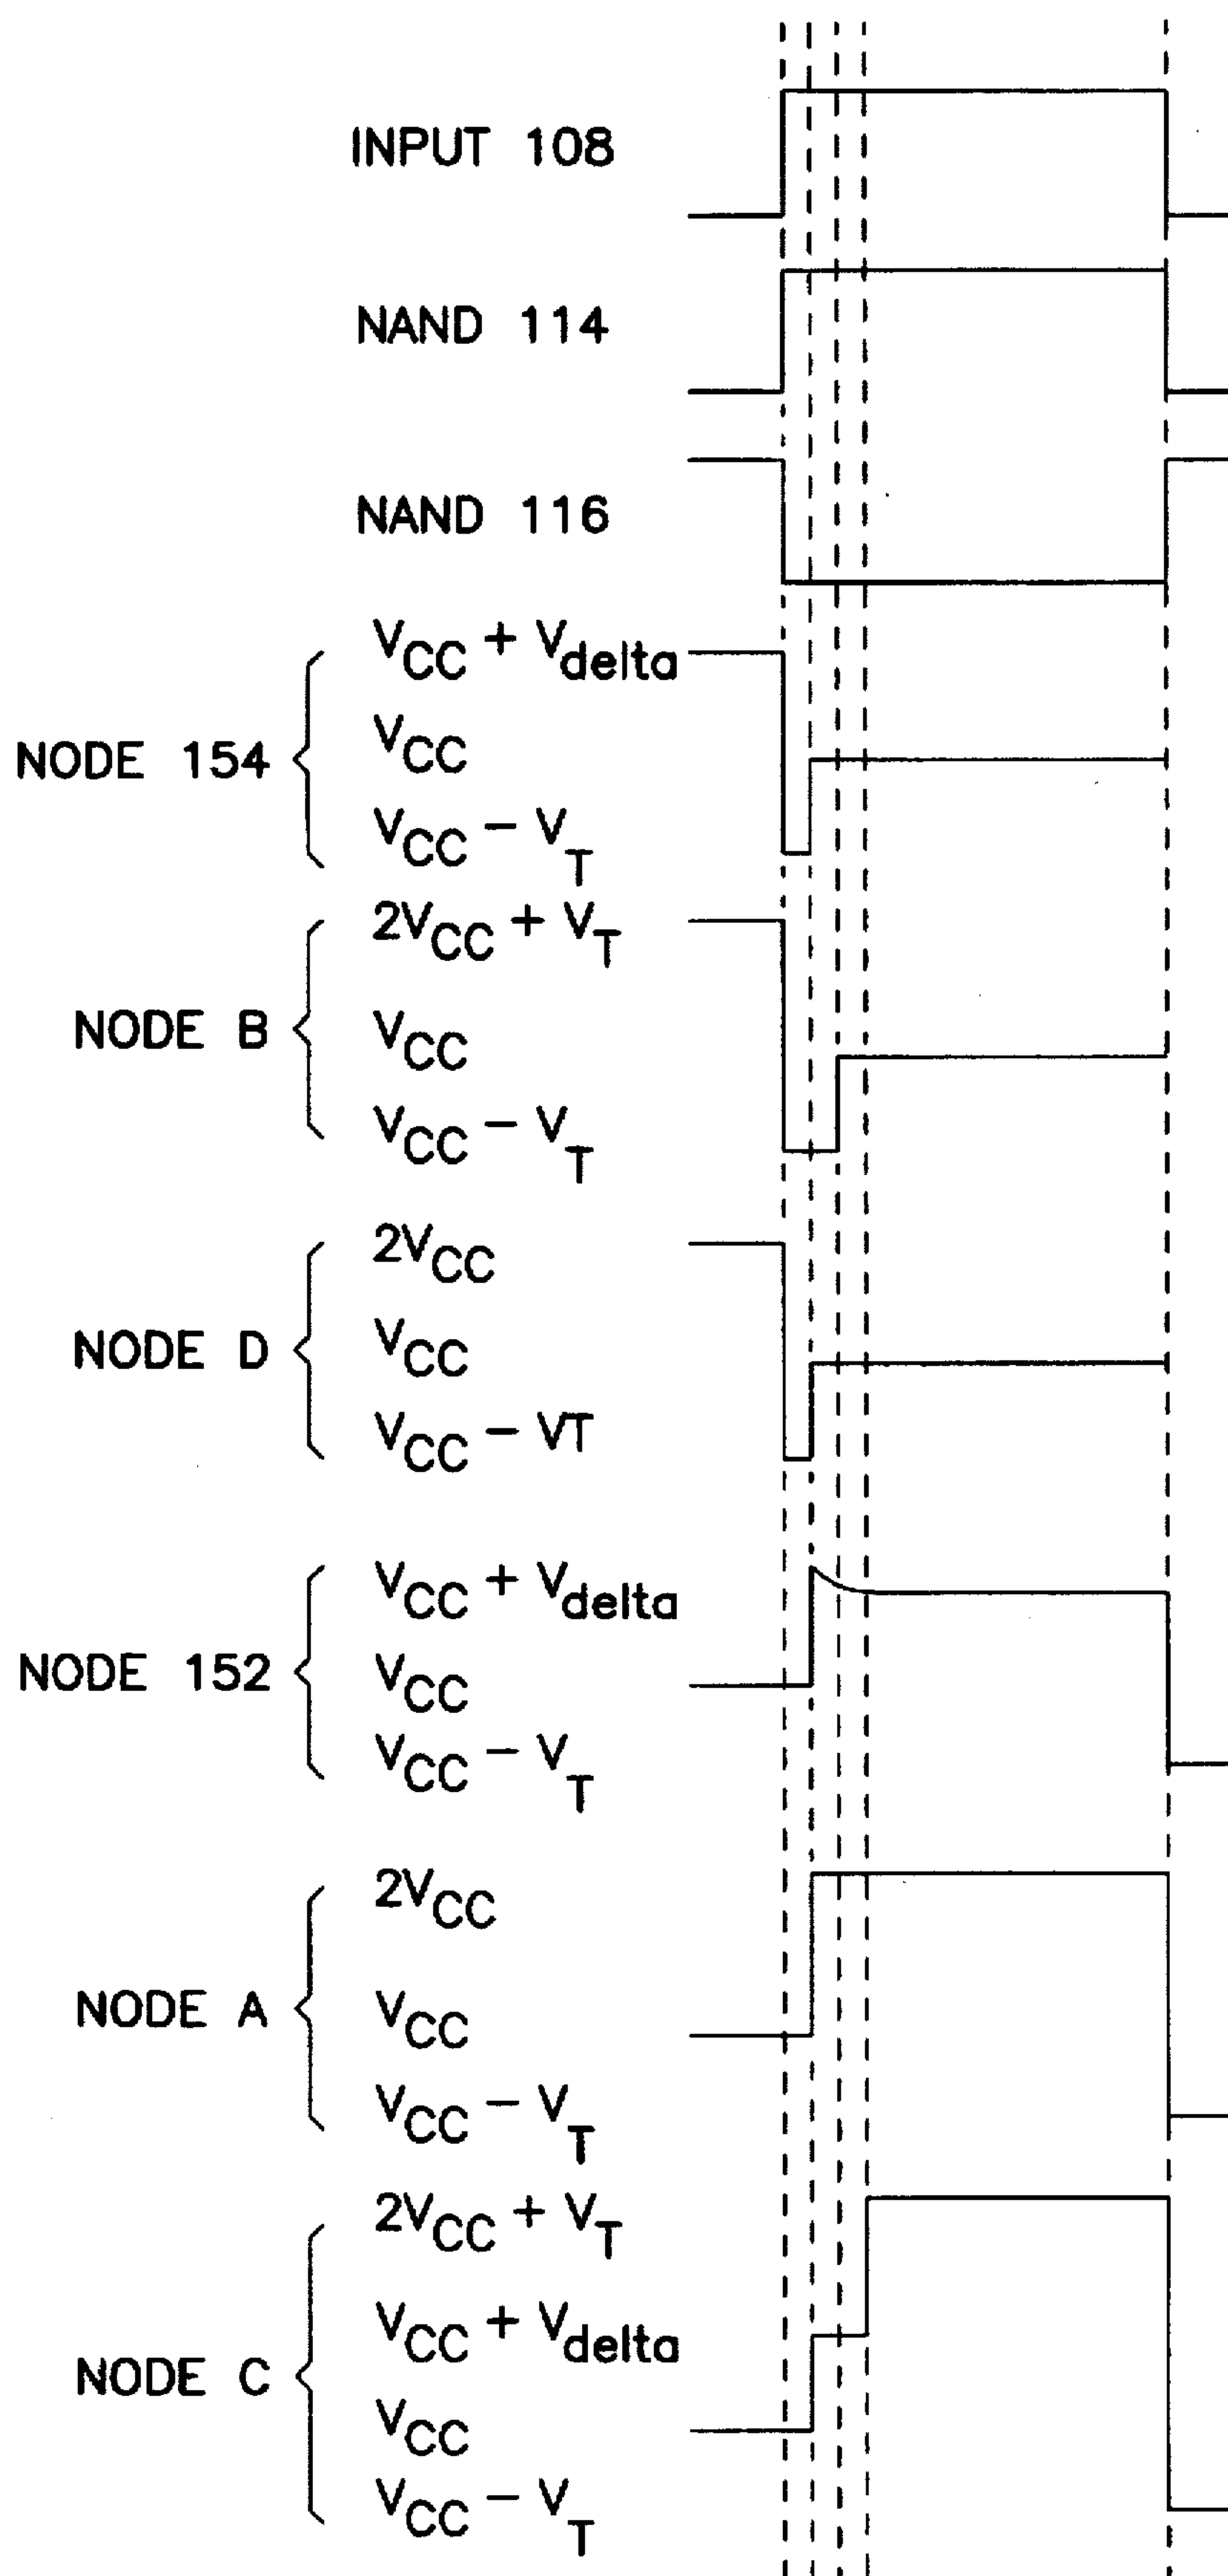 INPUT 108
NAND 114
NAND 116
VCC + Vdelta
NODE 154
VCC
VCC - VT
2VCC + VT
NODE B
VCC
VCC - VT
2VCC
NODE D
VCC
VCC - VT
VCC + Vdelta
NODE 152
VCC
VCC - VT
2VCC
NODE A
VCC
VCC - VT
2VCC + VT
VCC + Vdelta
NODE C
VCC
VCC - VT